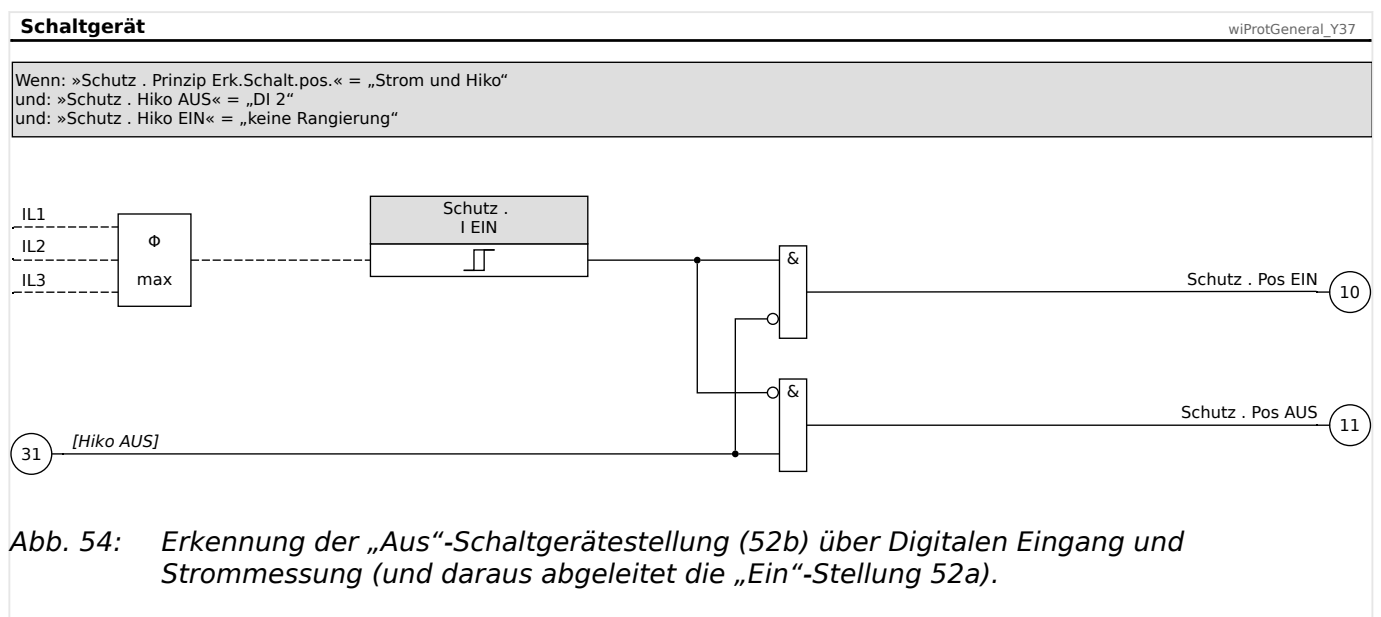 Schaltgerät
wiProtGeneral_Y37
Wenn: »Schutz . Prinzip Erk.Schalt.pos.« = „Strom und Hiko“
und: »Schutz . Hiko AUS« = „DI 2“
und: »Schutz . Hiko EIN« = „keine Rangierung“
IL1
IL2
IL3
Φ
max
Schutz .
I EIN
&
Schutz . Pos EIN
10
&
Schutz . Pos AUS
11
31
[Hiko AUS]
Abb. 54: Erkennung der „Aus“-Schaltgerätestellung (52b) über Digitalen Eingang und
Strommessung (und daraus abgeleitet die „Ein“-Stellung 52a).